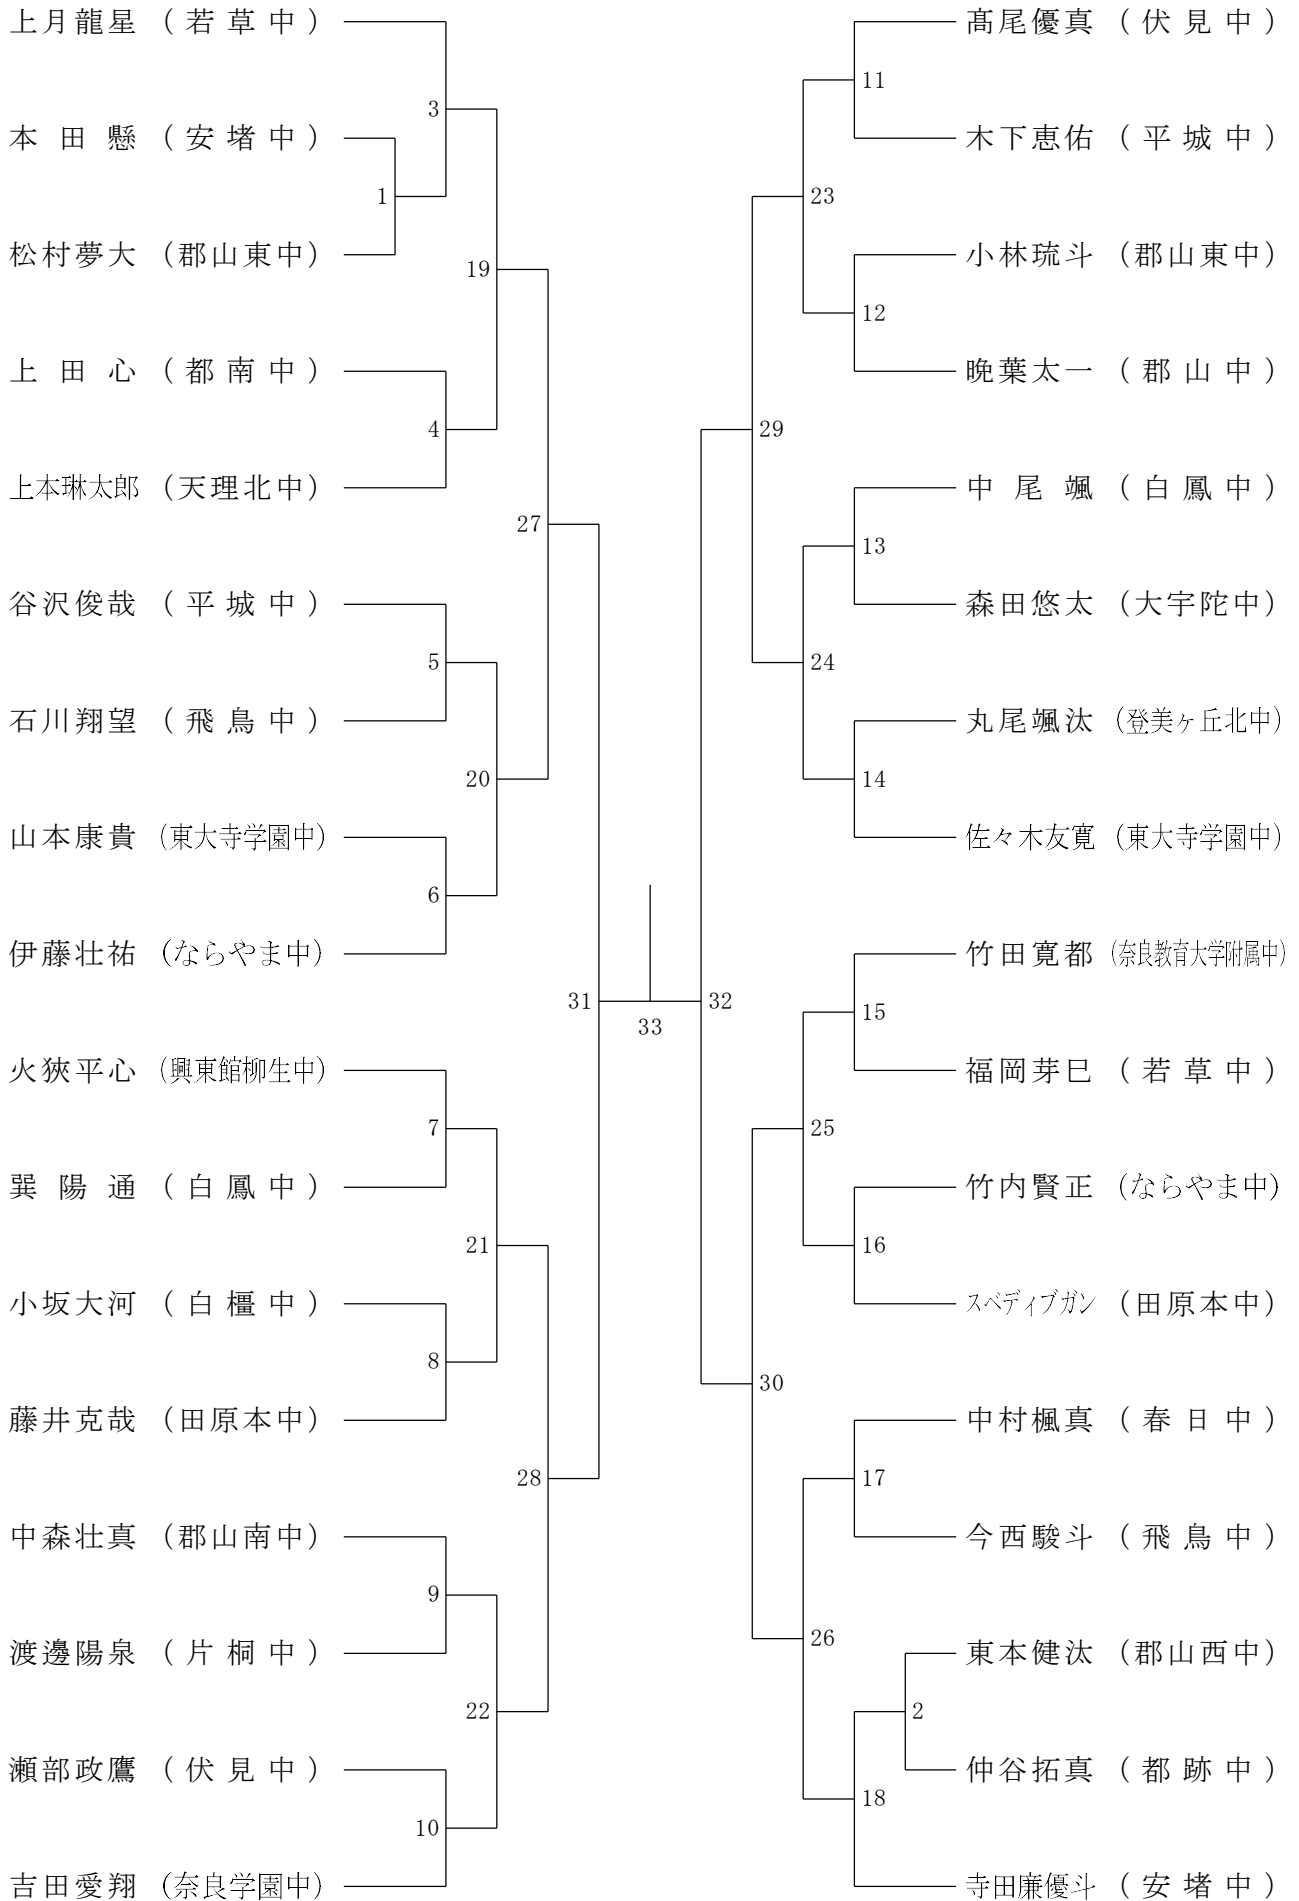 上月龍星 (若草中)
3
本田懸 (安堵中)
1
松村夢大 (郡山東中)
19
上田心 (都南中)
4
上本琳太郎 (天理北中)
27
谷沢俊哉 (平城中)
5
石川翔望 (飛鳥中)
20
山本康貴 (東大寺学園中)
6
伊藤壮祐 (ならやま中)
31
火狹平心 (興東館柳生中)
7
巽陽通 (白鳳中)
21
小坂大河 (白橿中)
8
藤井克哉 (田原本中)
28
中森壮真 (郡山南中)
9
渡邊陽泉 (片桐中)
22
瀬部政鷹 (伏見中)
10
吉田愛翔 (奈良学園中)
33
髙尾優真 (伏見中)
11
木下恵佑 (平城中)
23
小林琉斗 (郡山東中)
12
晩葉太一 (郡山中)
29
中尾颯 (白鳳中)
13
森田悠太 (大宇陀中)
24
丸尾颯汰 (登美ヶ丘北中)
14
佐々木友寛 (東大寺学園中)
32
竹田寛都 (奈良教育大学附属中)
15
福岡芽巳 (若草中)
25
竹内賢正 (ならやま中)
16
スベディブガン (田原本中)
30
中村楓真 (春日中)
17
今西駿斗 (飛鳥中)
26
東本健汰 (郡山西中)
2
仲谷拓真 (都跡中)
18
寺田廉優斗 (安堵中)